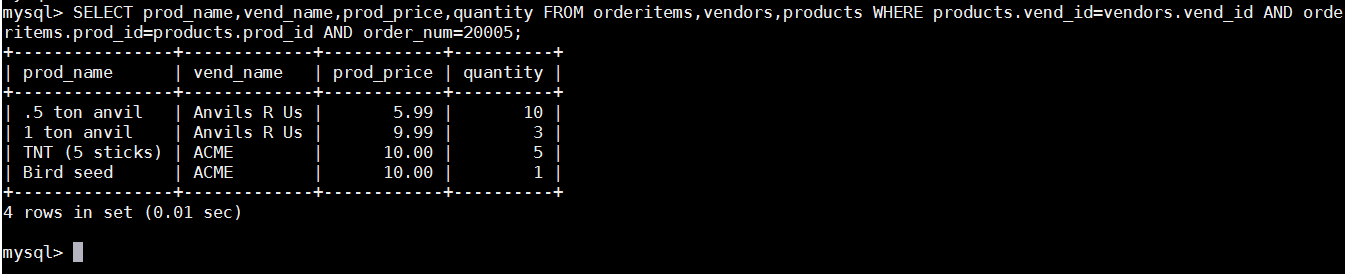 mysql> SELECT prod_name,vend_name,prod_price,quantity FROM orderitems,vendors,products WHERE products.vend_id=vendors.vend_id AND orde
ritems.prod_id=products.prod_id AND order_num=20005;
+----------------+-------------+------------+----------+
| prod_name      | vend_name   | prod_price | quantity |
+----------------+-------------+------------+----------+
| .5 ton anvil   | Anvils R Us |       5.99 |       10 |
| 1 ton anvil    | Anvils R Us |       9.99 |        3 |
| TNT (5 sticks) | ACME        |      10.00 |        5 |
| Bird seed      | ACME        |      10.00 |        1 |
+----------------+-------------+------------+----------+
4 rows in set (0.01 sec)
mysql>